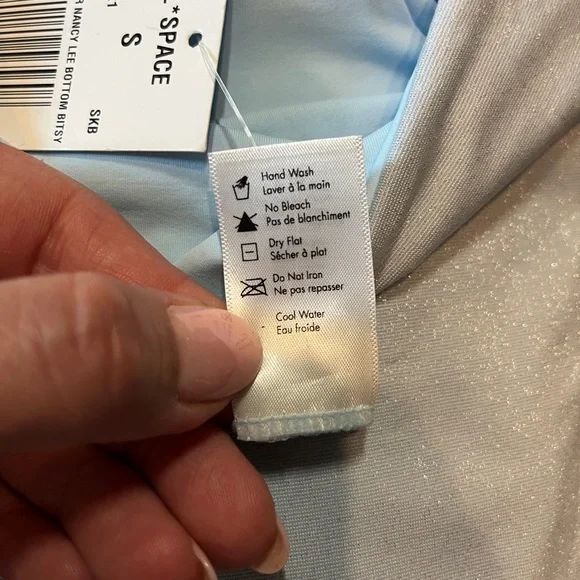 L*SPACE
S
R NANCY LEE BOTTOM BITSY
SKB
Hand Wash
Laver à la main
No Bleach
Pas de blanchiment
Dry Flat
Sécher à plat
Do Not Iron
Ne pas repasser
Cool Water
Eau froide